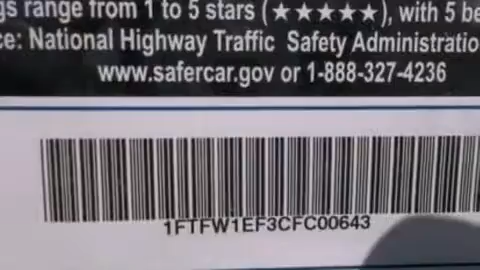 gs range from 1 to 5 stars (★★★★★), with 5 be
ce: National Highway Traffic Safety Administratio
www.safercar.gov or 1-888-327-4236
1FTFW1EF3CFC00643